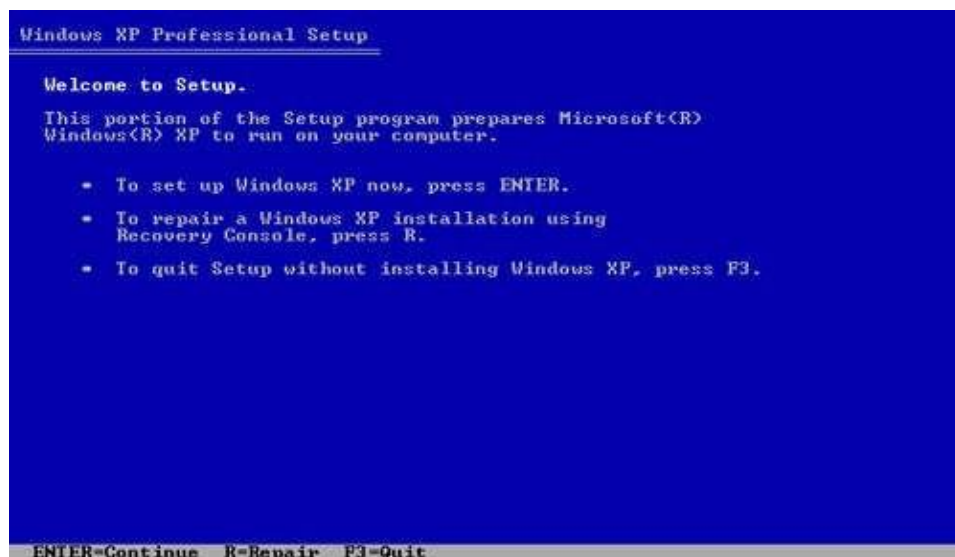 Windows XP Professional Setup
Welcome to Setup.
This portion of the Setup program prepares Microsoft(R)
Windows(R) XP to run on your computer.
• To set up Windows XP now, press ENTER.
• To repair a Windows XP installation using
Recovery Console, press R.
• To quit Setup without installing Windows XP, press F3.
ENTER=Continue R=Repair F3=Quit